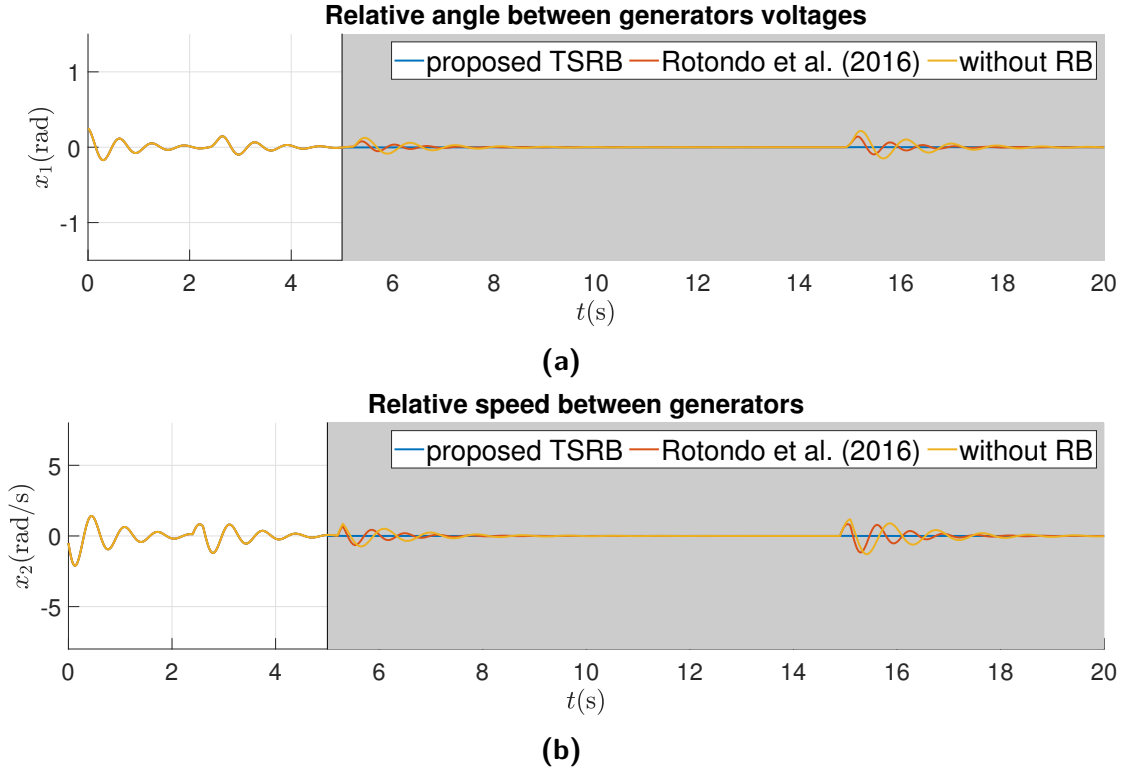 Relative angle between generators voltages
proposed TSRB Rotondo et al. (2016) without RB
1
0
-1
x₁(rad)
0 2 4 6 8 10 12 14 16 18 20
t(s)
(a)
Relative speed between generators
proposed TSRB Rotondo et al. (2016) without RB
5
0
-5
x₂(rad/s)
0 2 4 6 8 10 12 14 16 18 20
t(s)
(b)